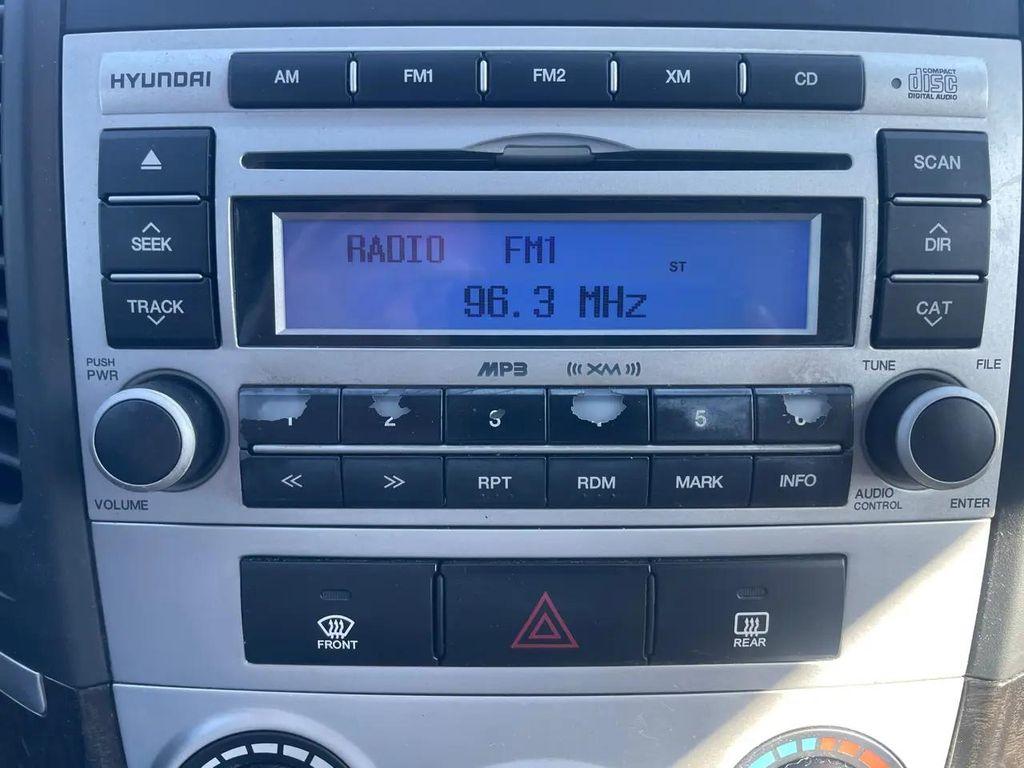 HYUNDAI AM FM1 FM2 XM CD COMPACT disc DIGITAL AUDIO
SCAN
SEEK
DIR
TRACK
CAT
RADIO FM1 ST
96.3 MHz
PUSH PWR
MP3 ((( XM )))
TUNE FILE
1 2 3 4 5 6
<< >> RPT RDM MARK INFO
VOLUME
AUDIO CONTROL
ENTER
FRONT
REAR